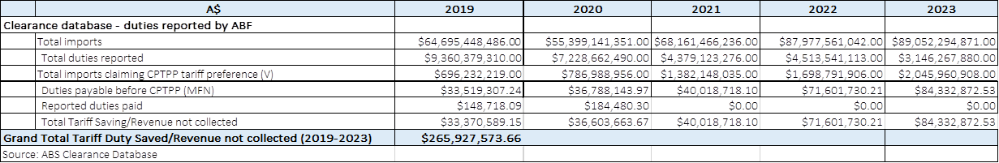 A$ 2019 2020 2021 2022 2023
Clearance database - duties reported by ABF
Total imports $64,695,448,486.00 $55,399,141,351.00 $68,161,466,236.00 $87,977,561,042.00 $89,052,294,871.00
Total duties reported $9,360,379,310.00 $7,228,662,490.00 $4,379,123,276.00 $4,513,541,113.00 $3,146,267,880.00
Total imports claiming CPTPP tariff preference (V) $696,232,219.00 $786,988,956.00 $1,382,148,035.00 $1,698,791,906.00 $2,045,960,908.00
Duties payable before CPTPP (MFN) $33,519,307.24 $36,788,143.97 $40,018,718.10 $71,601,730.21 $84,332,872.53
Reported duties paid $148,718.09 $184,480.30 $0.00 $0.00 $0.00
Total Tariff Saving/Revenue not collected $33,370,589.15 $36,603,663.67 $40,018,718.10 $71,601,730.21 $84,332,872.53
Grand Total Tariff Duty Saved/Revenue not collected (2019-2023) $265,927,573.66
Source: ABS Clearance Database